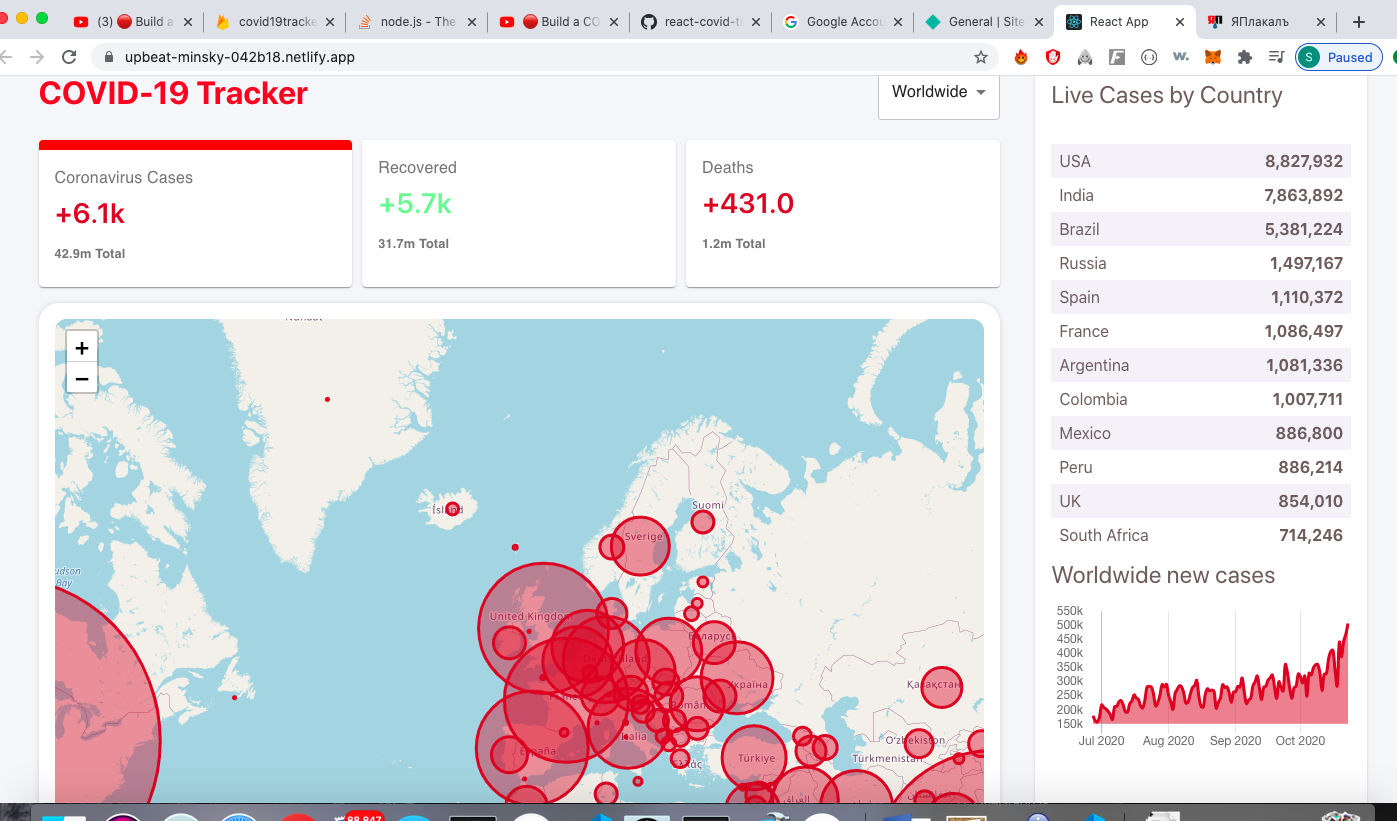 (3) 🔴 Build a
covid19tracke
node.js - The
🔴 Build a CO
react-covid-t
Google Accou
General | Site
React App
ЯПлакалъ
upbeat-minsky-042b18.netlify.app
w.
S Paused
COVID-19 Tracker
Worldwide
Coronavirus Cases
+6.1k
42.9m Total
Recovered
+5.7k
31.7m Total
Deaths
+431.0
1.2m Total
+
−
Ísland
Suomi
Sverige
United Kingdom
Беларусь
Україна
Қазақстан
Italia
España
Türkiye
Ελλάς
O'zbekiston
Türkmenistan
Live Cases by Country
USA 8,827,932
India 7,863,892
Brazil 5,381,224
Russia 1,497,167
Spain 1,110,372
France 1,086,497
Argentina 1,081,336
Colombia 1,007,711
Mexico 886,800
Peru 886,214
UK 854,010
South Africa 714,246
Worldwide new cases
550k
500k
450k
400k
350k
300k
250k
200k
150k
Jul 2020 Aug 2020 Sep 2020 Oct 2020
88,847